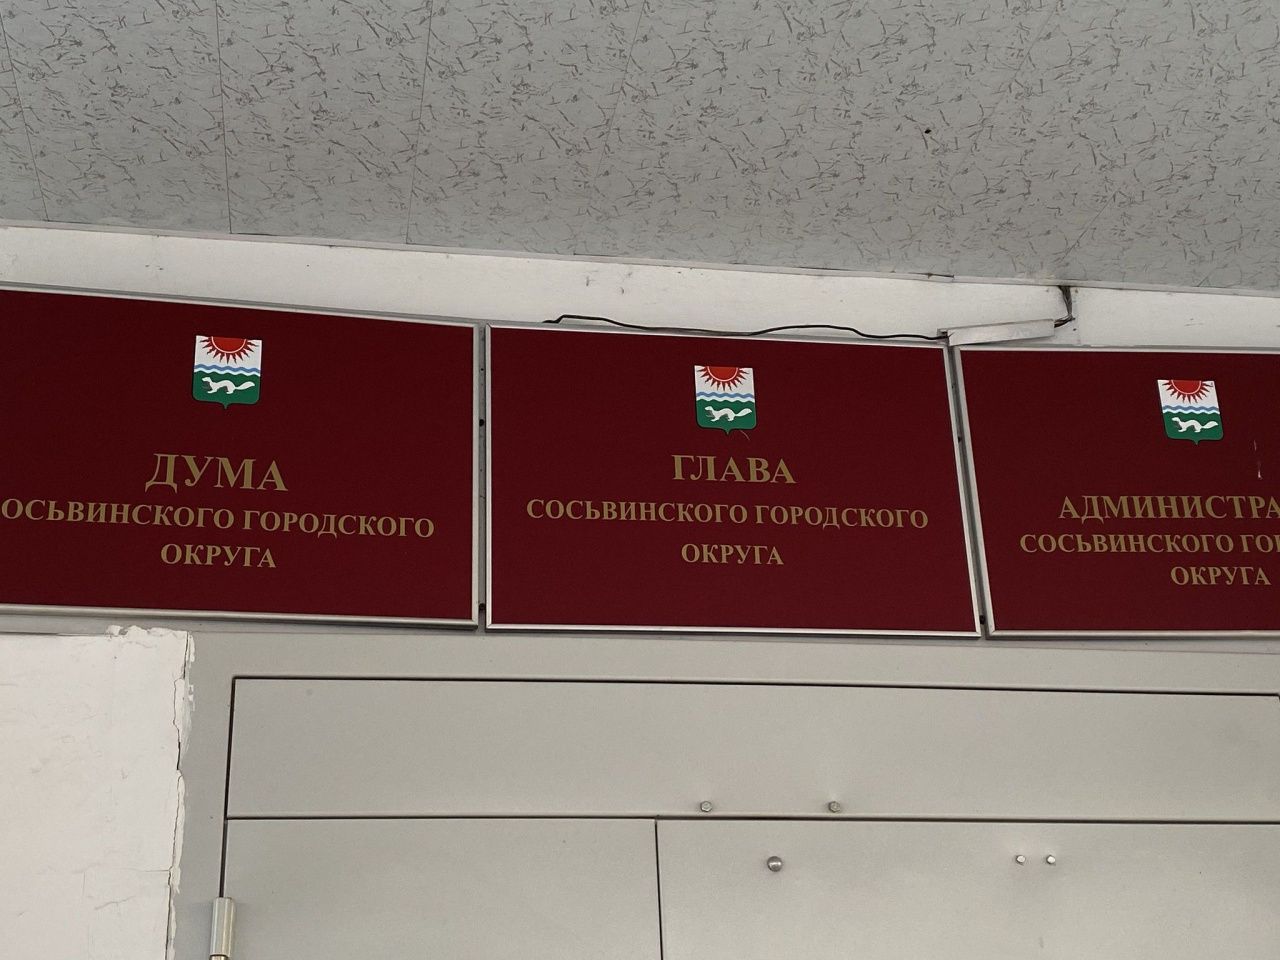 ДУМА
ОСЬВИНСКОГО ГОРОДСКОГО
ОКРУГА
ГЛАВА
СОСЬВИНСКОГО ГОРОДСКОГО
ОКРУГА
АДМИНИСТРА
СОСЬВИНСКОГО ГО
ОКРУГА